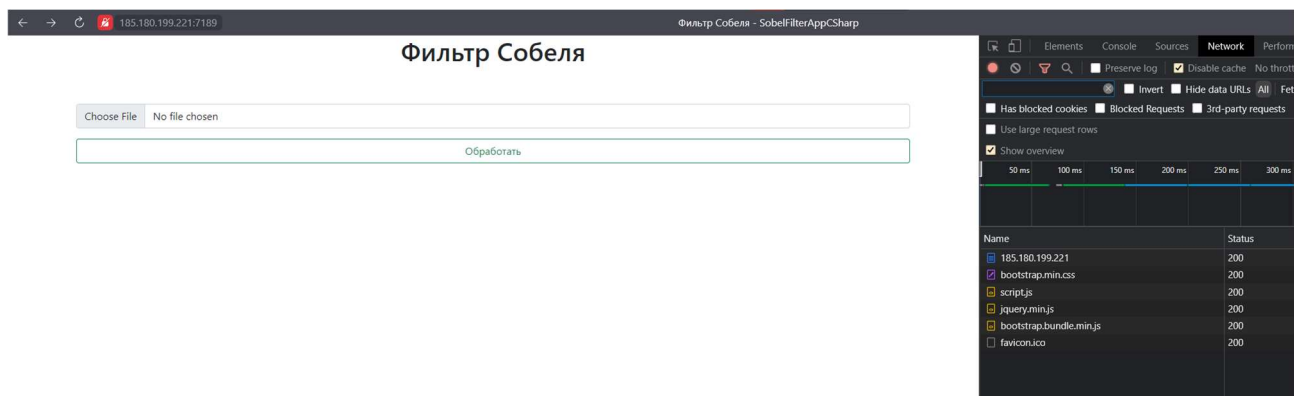 185.180.199.221:7189
Фильтр Собеля - SobelFilterAppCSharp
Фильтр Собеля
Choose File No file chosen
Обработать
Elements Console Sources Network Perform
Preserve log Disable cache No thrott
Invert Hide data URLs All Fet
Has blocked cookies Blocked Requests 3rd-party requests
Use large request rows
Show overview
50 ms 100 ms 150 ms 200 ms 250 ms 300 ms
Name Status
185.180.199.221 200
bootstrap.min.css 200
script.js 200
jquery.min.js 200
bootstrap.bundle.min.js 200
favicon.ico 200